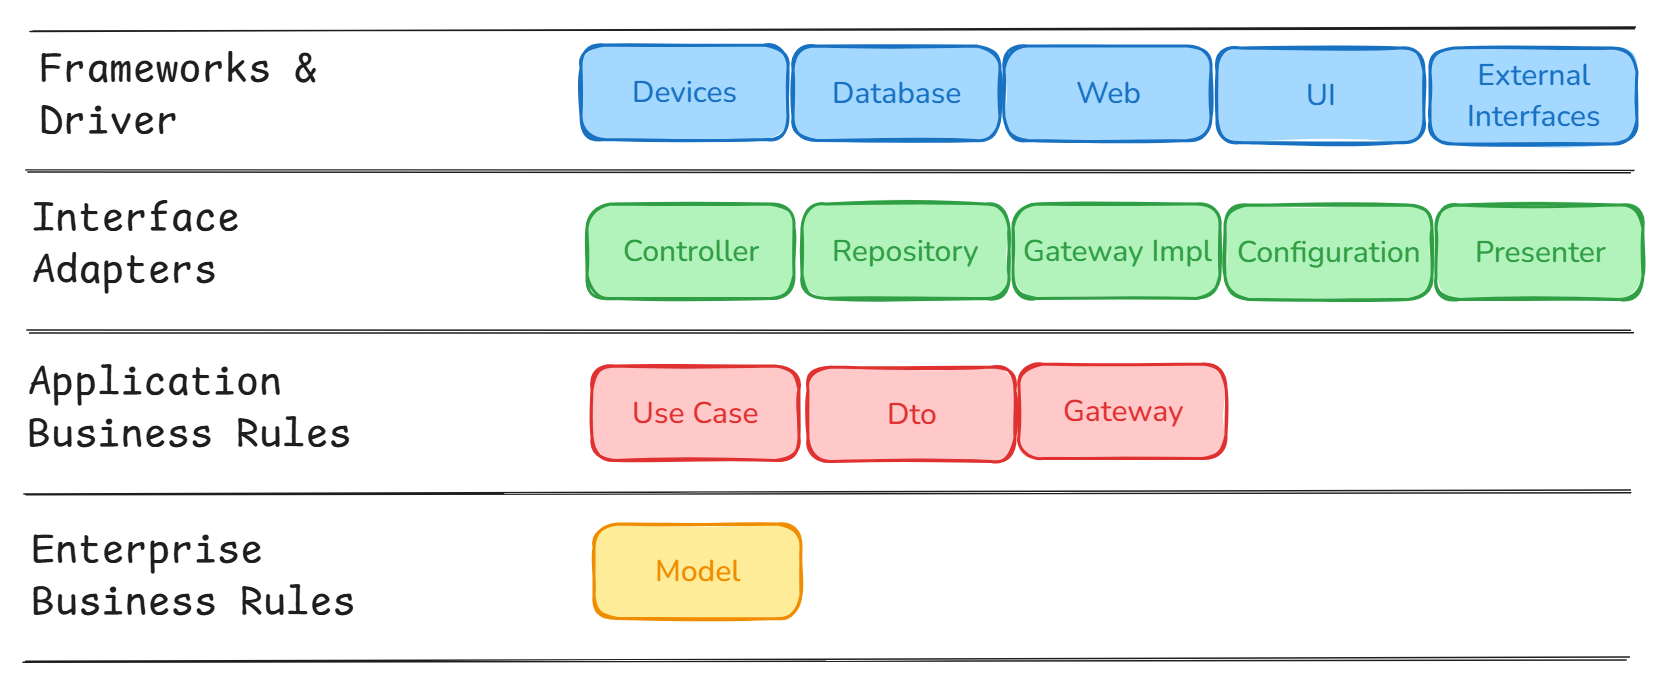 Frameworks &
Driver
Devices
Database
Web
UI
External
Interfaces
Interface
Adapters
Controller
Repository
Gateway Impl
Configuration
Presenter
Application
Business Rules
Use Case
Dto
Gateway
Enterprise
Business Rules
Model